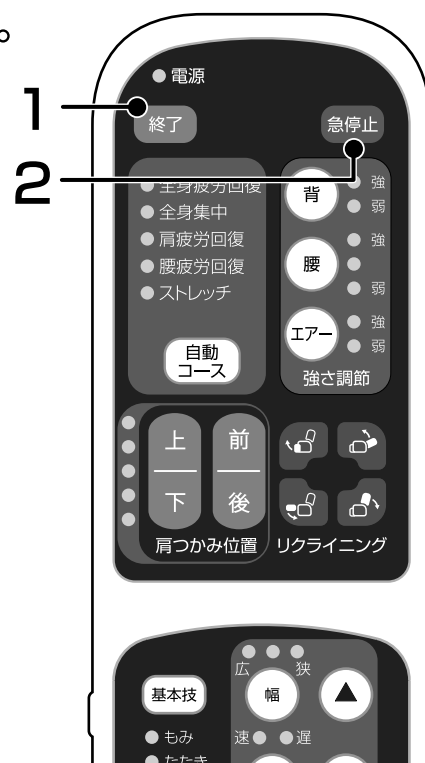 。
1
2
電源
終了
急停止
全身疲労回復
全身集中
肩疲労回復
腰疲労回復
ストレッチ
自動
コース
背
強
弱
腰
強
弱
エアー
強
弱
強さ調節
上
下
前
後
肩つかみ位置
リクライニング
基本技
もみ
たたき
広
狭
幅
▲
速
遅